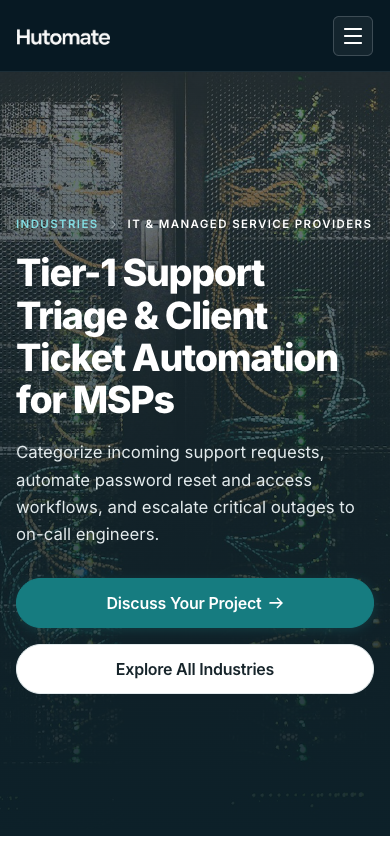 Hutomate
INDUSTRIES
IT & MANAGED SERVICE PROVIDERS
Tier-1 Support
Triage & Client
Ticket Automation
for MSPs
Categorize incoming support requests,
automate password reset and access
workflows, and escalate critical outages to
on-call engineers.
Discuss Your Project →
Explore All Industries